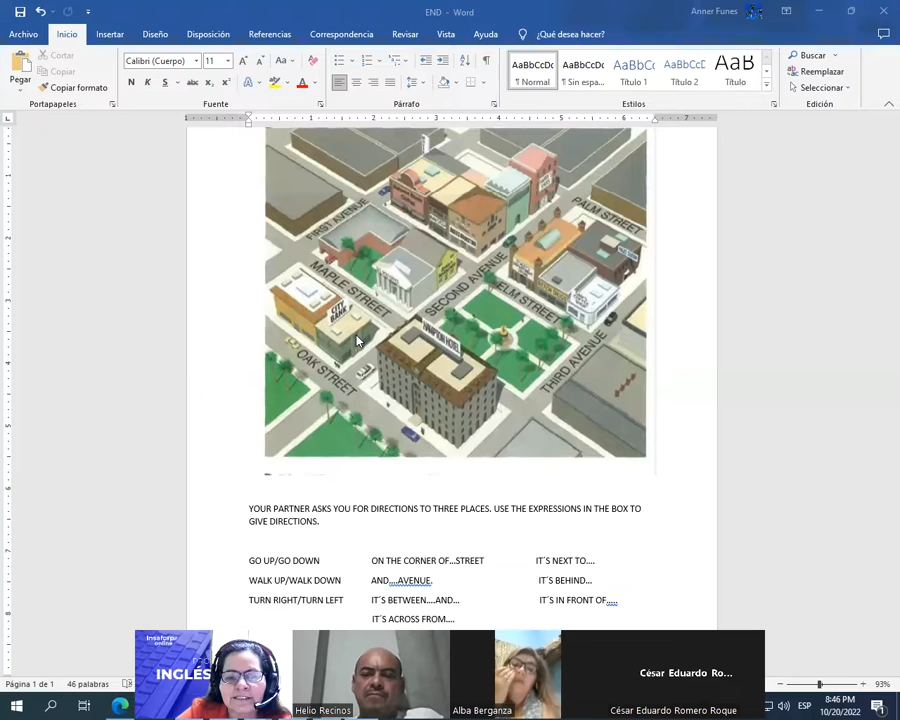 END - Word
Anner Funes
Archivo Inicio Insertar Diseño Disposición Referencias Correspondencia Revisar Vista Ayuda ¿Qué desea hacer?
Pegar
Cortar
Copiar
Copiar formato
Calibri (Cuerpo) 11
N K S abc x₂ x²
AaBbCcDc AaBbCcDc AaBbCc AaBbCcC AaB
¶ Normal ¶ Sin espa... Título 1 Título 2 Título
Buscar
Reemplazar
Seleccionar
Portapapeles Fuente Párrafo Estilos Edición
PALM STREET
FIRST AVENUE
MAPLE STREET
SECOND AVENUE
ELM STREET
CITY BANK
HAMPTON HOTEL
OAK STREET
THIRD AVENUE
YOUR PARTNER ASKS YOU FOR DIRECTIONS TO THREE PLACES. USE THE EXPRESSIONS IN THE BOX TO
GIVE DIRECTIONS.
GO UP/GO DOWN ON THE CORNER OF...STREET IT´S NEXT TO....
WALK UP/WALK DOWN AND....AVENUE. IT´S BEHIND...
TURN RIGHT/TURN LEFT IT´S BETWEEN....AND... IT´S IN FRONT OF.....
IT´S ACROSS FROM....
Insaforp
online
INGLÉS
César Eduardo Ro...
Helio Recinos
Alba Berganza
César Eduardo Romero Roque
Página 1 de 1 46 palabras 93%
ESP
8:46 PM
10/20/2022